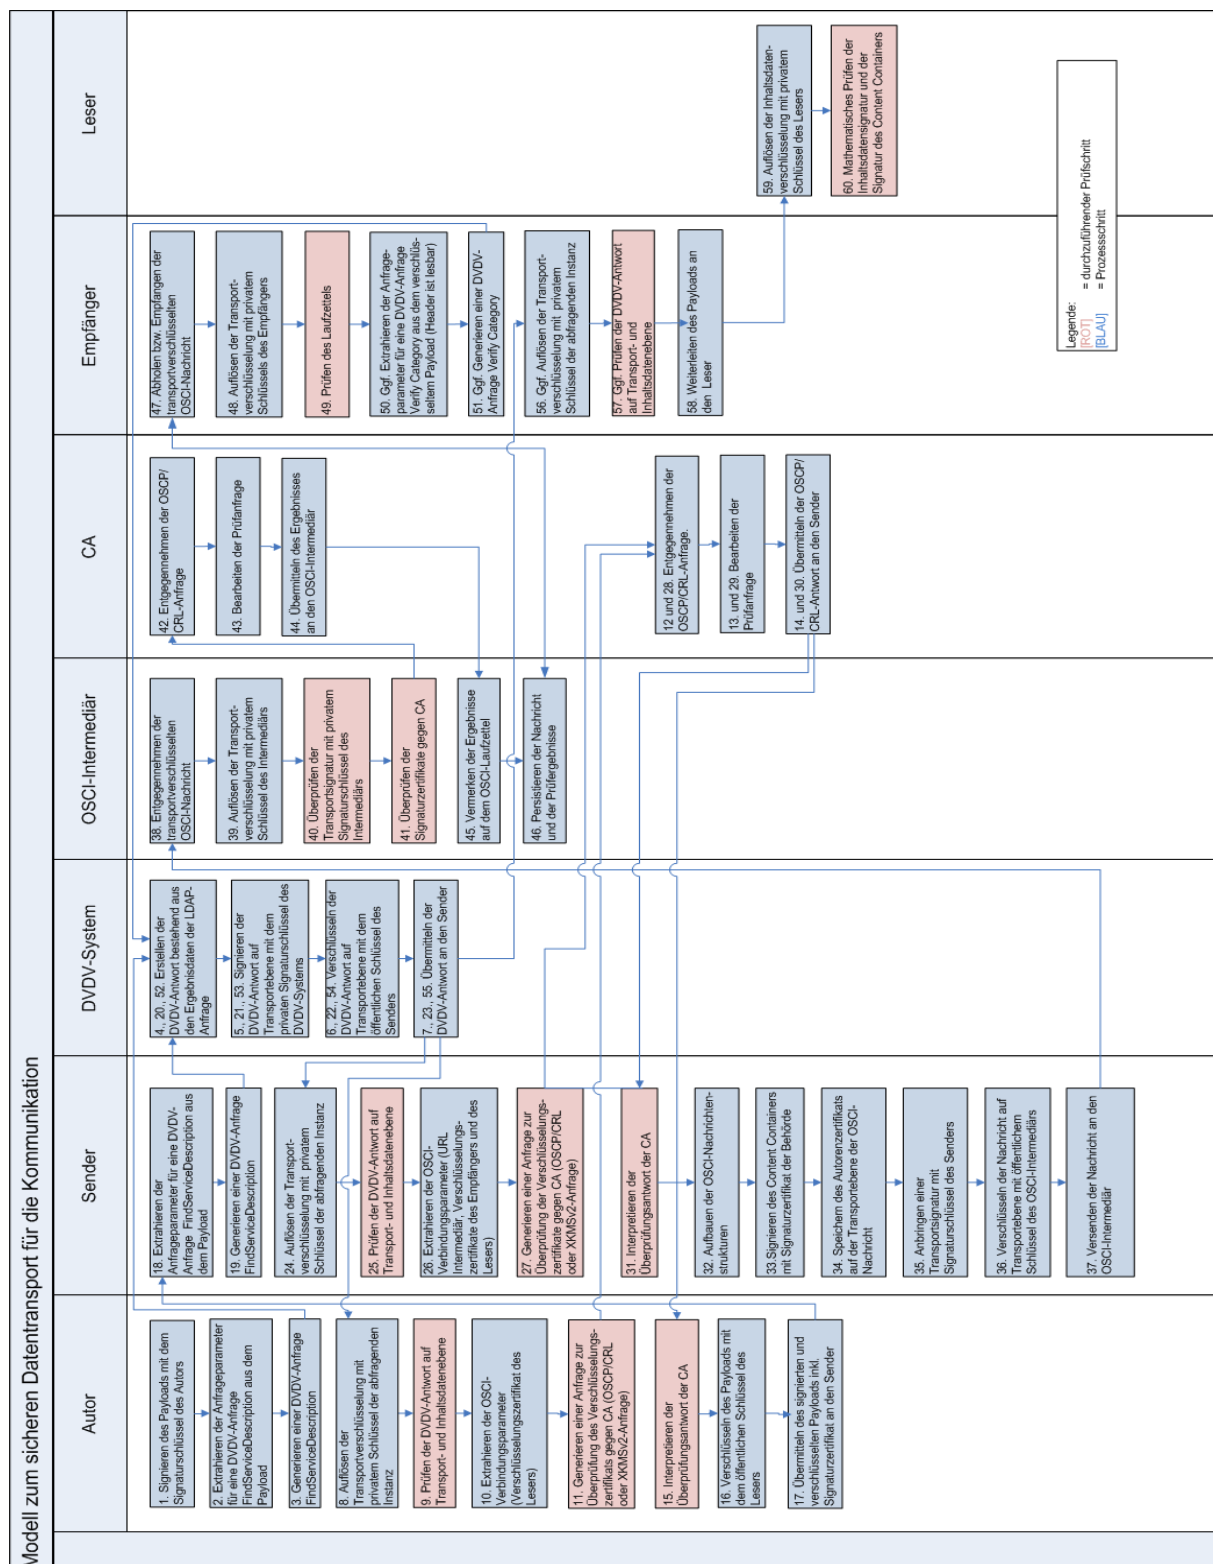 Modell zum sicheren Datentransport für die Kommunikation
Autor
1. Signieren des Payloads mit dem
Signaturschlüssel des Autors
2. Extrahieren der Anfrageparameter
für eine DVDV-Anfrage
FindServiceDescription aus dem
Payload
3. Generieren einer DVDV-Anfrage
FindServiceDescription
8. Auflösen der
Transportverschlüsselung mit
privatem Schlüssel der abfragenden
Instanz
9. Prüfen der DVDV-Antwort auf
Transport- und Inhaltsdatenebene
10. Extrahieren der OSCI-
Verbindungsparameter
(Verschlüsselungszertifikat des
Lesers)
11. Generieren einer Anfrage zur
Überprüfung des Verschlüsselungs-
zertifikats gegen CA (OSCP/CRL
oder XKMSv2-Anfrage)
15. Interpretieren der
Überprüfungsantwort der CA
16. Verschlüsseln des Payloads mit
dem öffentlichen Schlüssel des
Lesers
17. Übermitteln des signierten und
verschlüsselten Payloads inkl.
Signaturzertifikat an den Sender
Sender
18. Extrahieren der
Anfrageparameter für eine DVDV-
Anfrage FindServiceDescription aus
dem Payload
19. Generieren einer DVDV-Anfrage
FindServiceDescription
24. Auflösen der Transport-
verschlüsselung mit privatem
Schlüssel der abfragenden Instanz
25. Prüfen der DVDV-Antwort auf
Transport- und Inhaltsdatenebene
26. Extrahieren der OSCI-
Verbindungsparameter (URL
Intermediär, Verschlüsselungs-
zertifikate des Empfängers und des
Lesers)
27. Generieren einer Anfrage zur
Überprüfung der Verschlüsselungs-
zertifikate gegen CA (OSCP/CRL
oder XKMSv2-Anfrage)
31. Interpretieren der
Überprüfungsantwort der CA
32. Aufbauen der OSCI-Nachrichten-
strukturen
33. Signieren des Content Containers
mit Signaturzertifikat der Behörde
34. Speichern des Autorenzertifikats
auf der Transportebene der OSCI-
Nachricht
35. Anbringen einer
Transportsignatur mit
Signaturschlüssel des Senders
36. Verschlüsseln der Nachricht auf
Transportebene mit öffentlichem
Schlüssel des OSCI-Intermediärs
37. Versenden der Nachricht an den
OSCI-Intermediär
DVDV-System
4., 20., 52. Erstellen der
DVDV-Antwort bestehend aus
den Ergebnisdaten der LDAP-
Anfrage
5., 21., 53. Signieren der
DVDV-Antwort auf
Transportebene mit dem
privaten Signaturschlüssel des
DVDV-Systems
6., 22., 54. Verschlüsseln der
DVDV-Antwort auf
Transportebene mit dem
öffentlichen Schlüssel des
Senders
7., 23., 55. Übermitteln der
DVDV-Antwort an den Sender
OSCI-Intermediär
38. Entgegennehmen der
transportverschlüsselten
OSCI-Nachricht
39. Auflösen der Transport-
verschlüsselung mit privatem
Schlüssel des Intermediärs
40. Überprüfen der
Transportsignatur mit privatem
Signaturschlüssel des
Intermediärs
41. Überprüfen der
Signaturzertifikate gegen CA
45. Vermerken der Ergebnisse
auf dem OSCI-Laufzettel
46. Persistieren der Nachricht
und der Prüfergebnisse
CA
42. Entgegennehmen der OSCP/
CRL-Anfrage
43. Bearbeiten der Prüfanfrage
44. Übermitteln des Ergebnisses
an den OSCI-Intermediär
12 und 28. Entgegennehmen der
OSCP/CRL-Anfrage.
13. und 29. Bearbeiten der
Prüfanfrage
14. und 30. Übermitteln der OSCP/
CRL-Antwort an den Sender
Empfänger
47. Abholen bzw. Empfangen der
transportverschlüsselten
OSCI-Nachricht
48. Auflösen der Transport-
verschlüsselung mit privatem
Schlüssels des Empfängers
49. Prüfen des Laufzettels
50. Ggf. Extrahieren der Anfrage-
parameter für eine DVDV-Anfrage
Verify Category aus dem verschlüs-
seltem Payload (Header ist lesbar)
51. Ggf. Generieren einer DVDV-
Anfrage Verify Category
56. Ggf. Auflösen der Transport-
verschlüsselung mit privatem
Schlüssel der abfragenden Instanz
57. Ggf. Prüfen der DVDV-Antwort
auf Transport- und
Inhaltsdatenebene
58. Weiterleiten des Payloads an
den Leser
Leser
59. Auflösen der Inhaltsdaten-
verschlüsselung mit privatem
Schlüssel des Lesers
60. Mathematisches Prüfen der
Inhaltsdatensignatur und der
Signatur des Content Containers
Legende:
[ROT] = durchzuführender Prüfschritt
[BLAU] = Prozessschritt